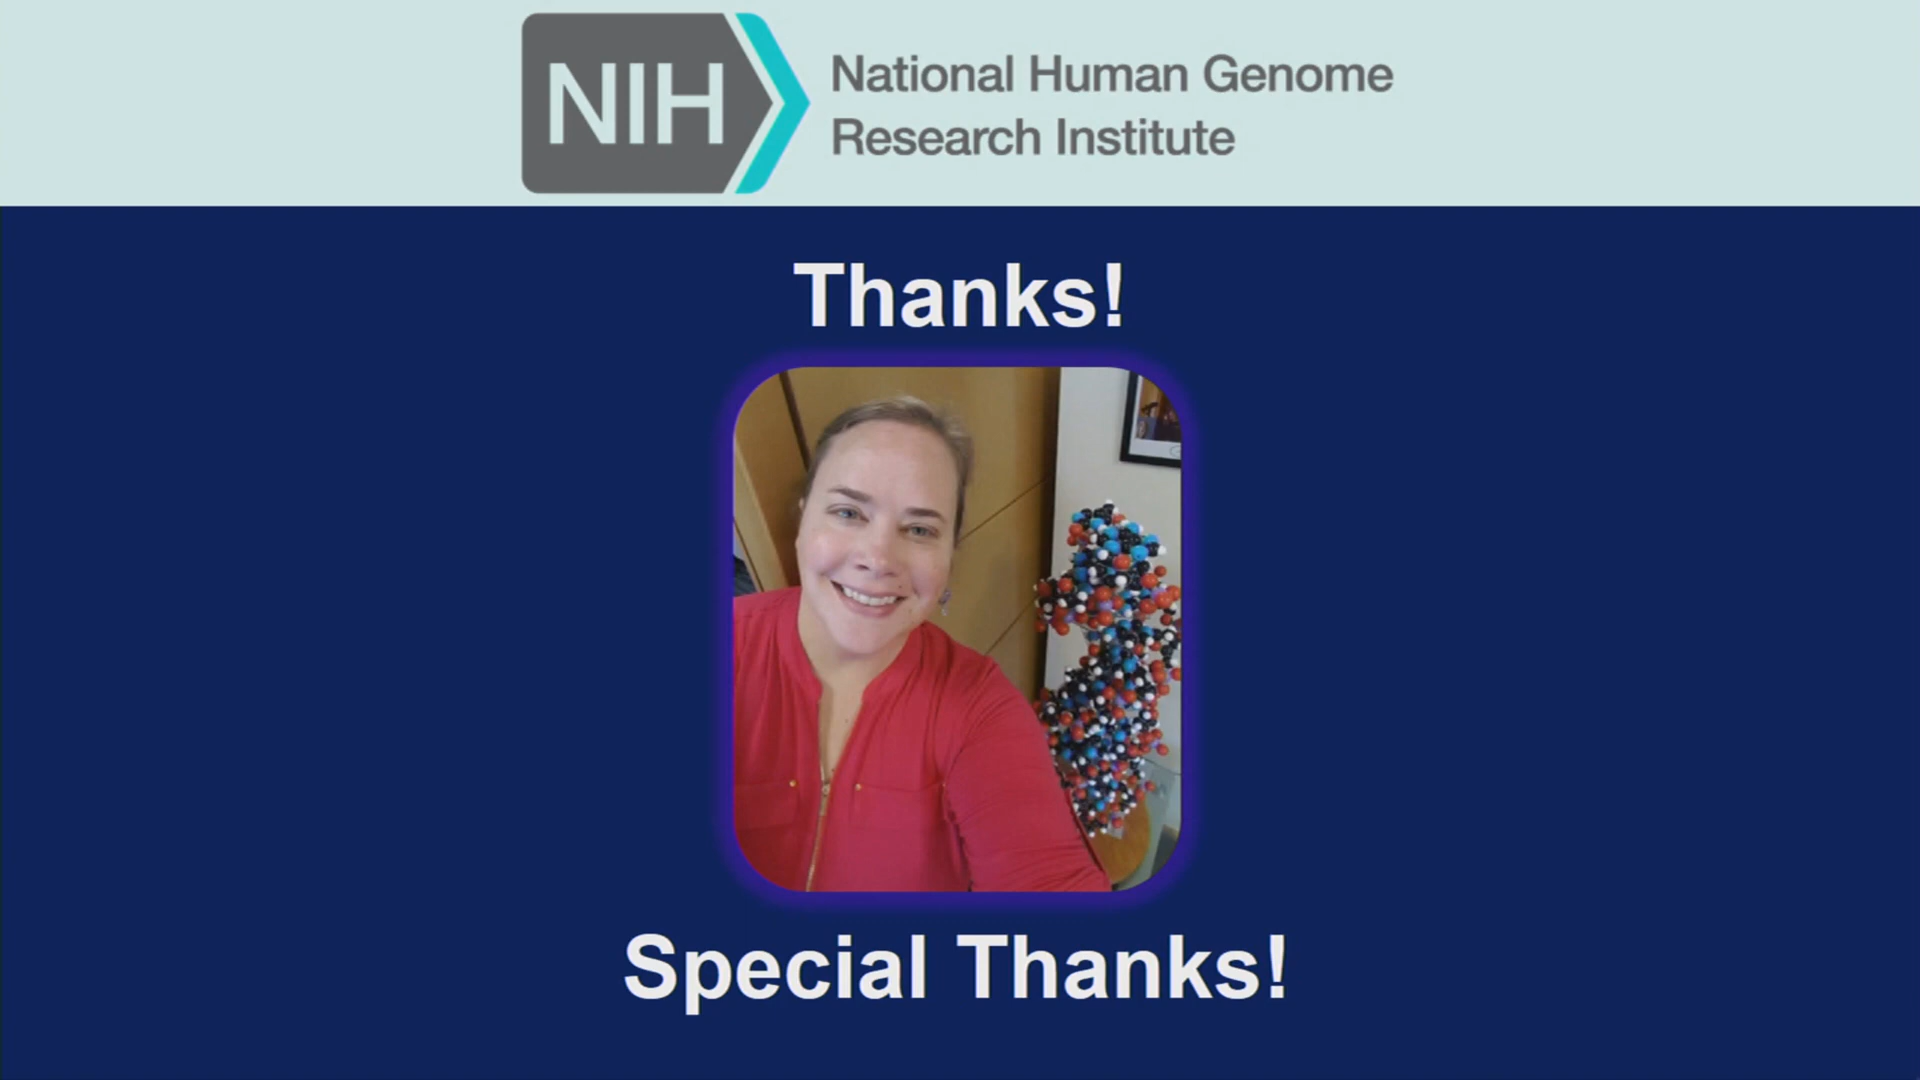 NIH
National Human Genome
Research Institute
Thanks!
Special Thanks!